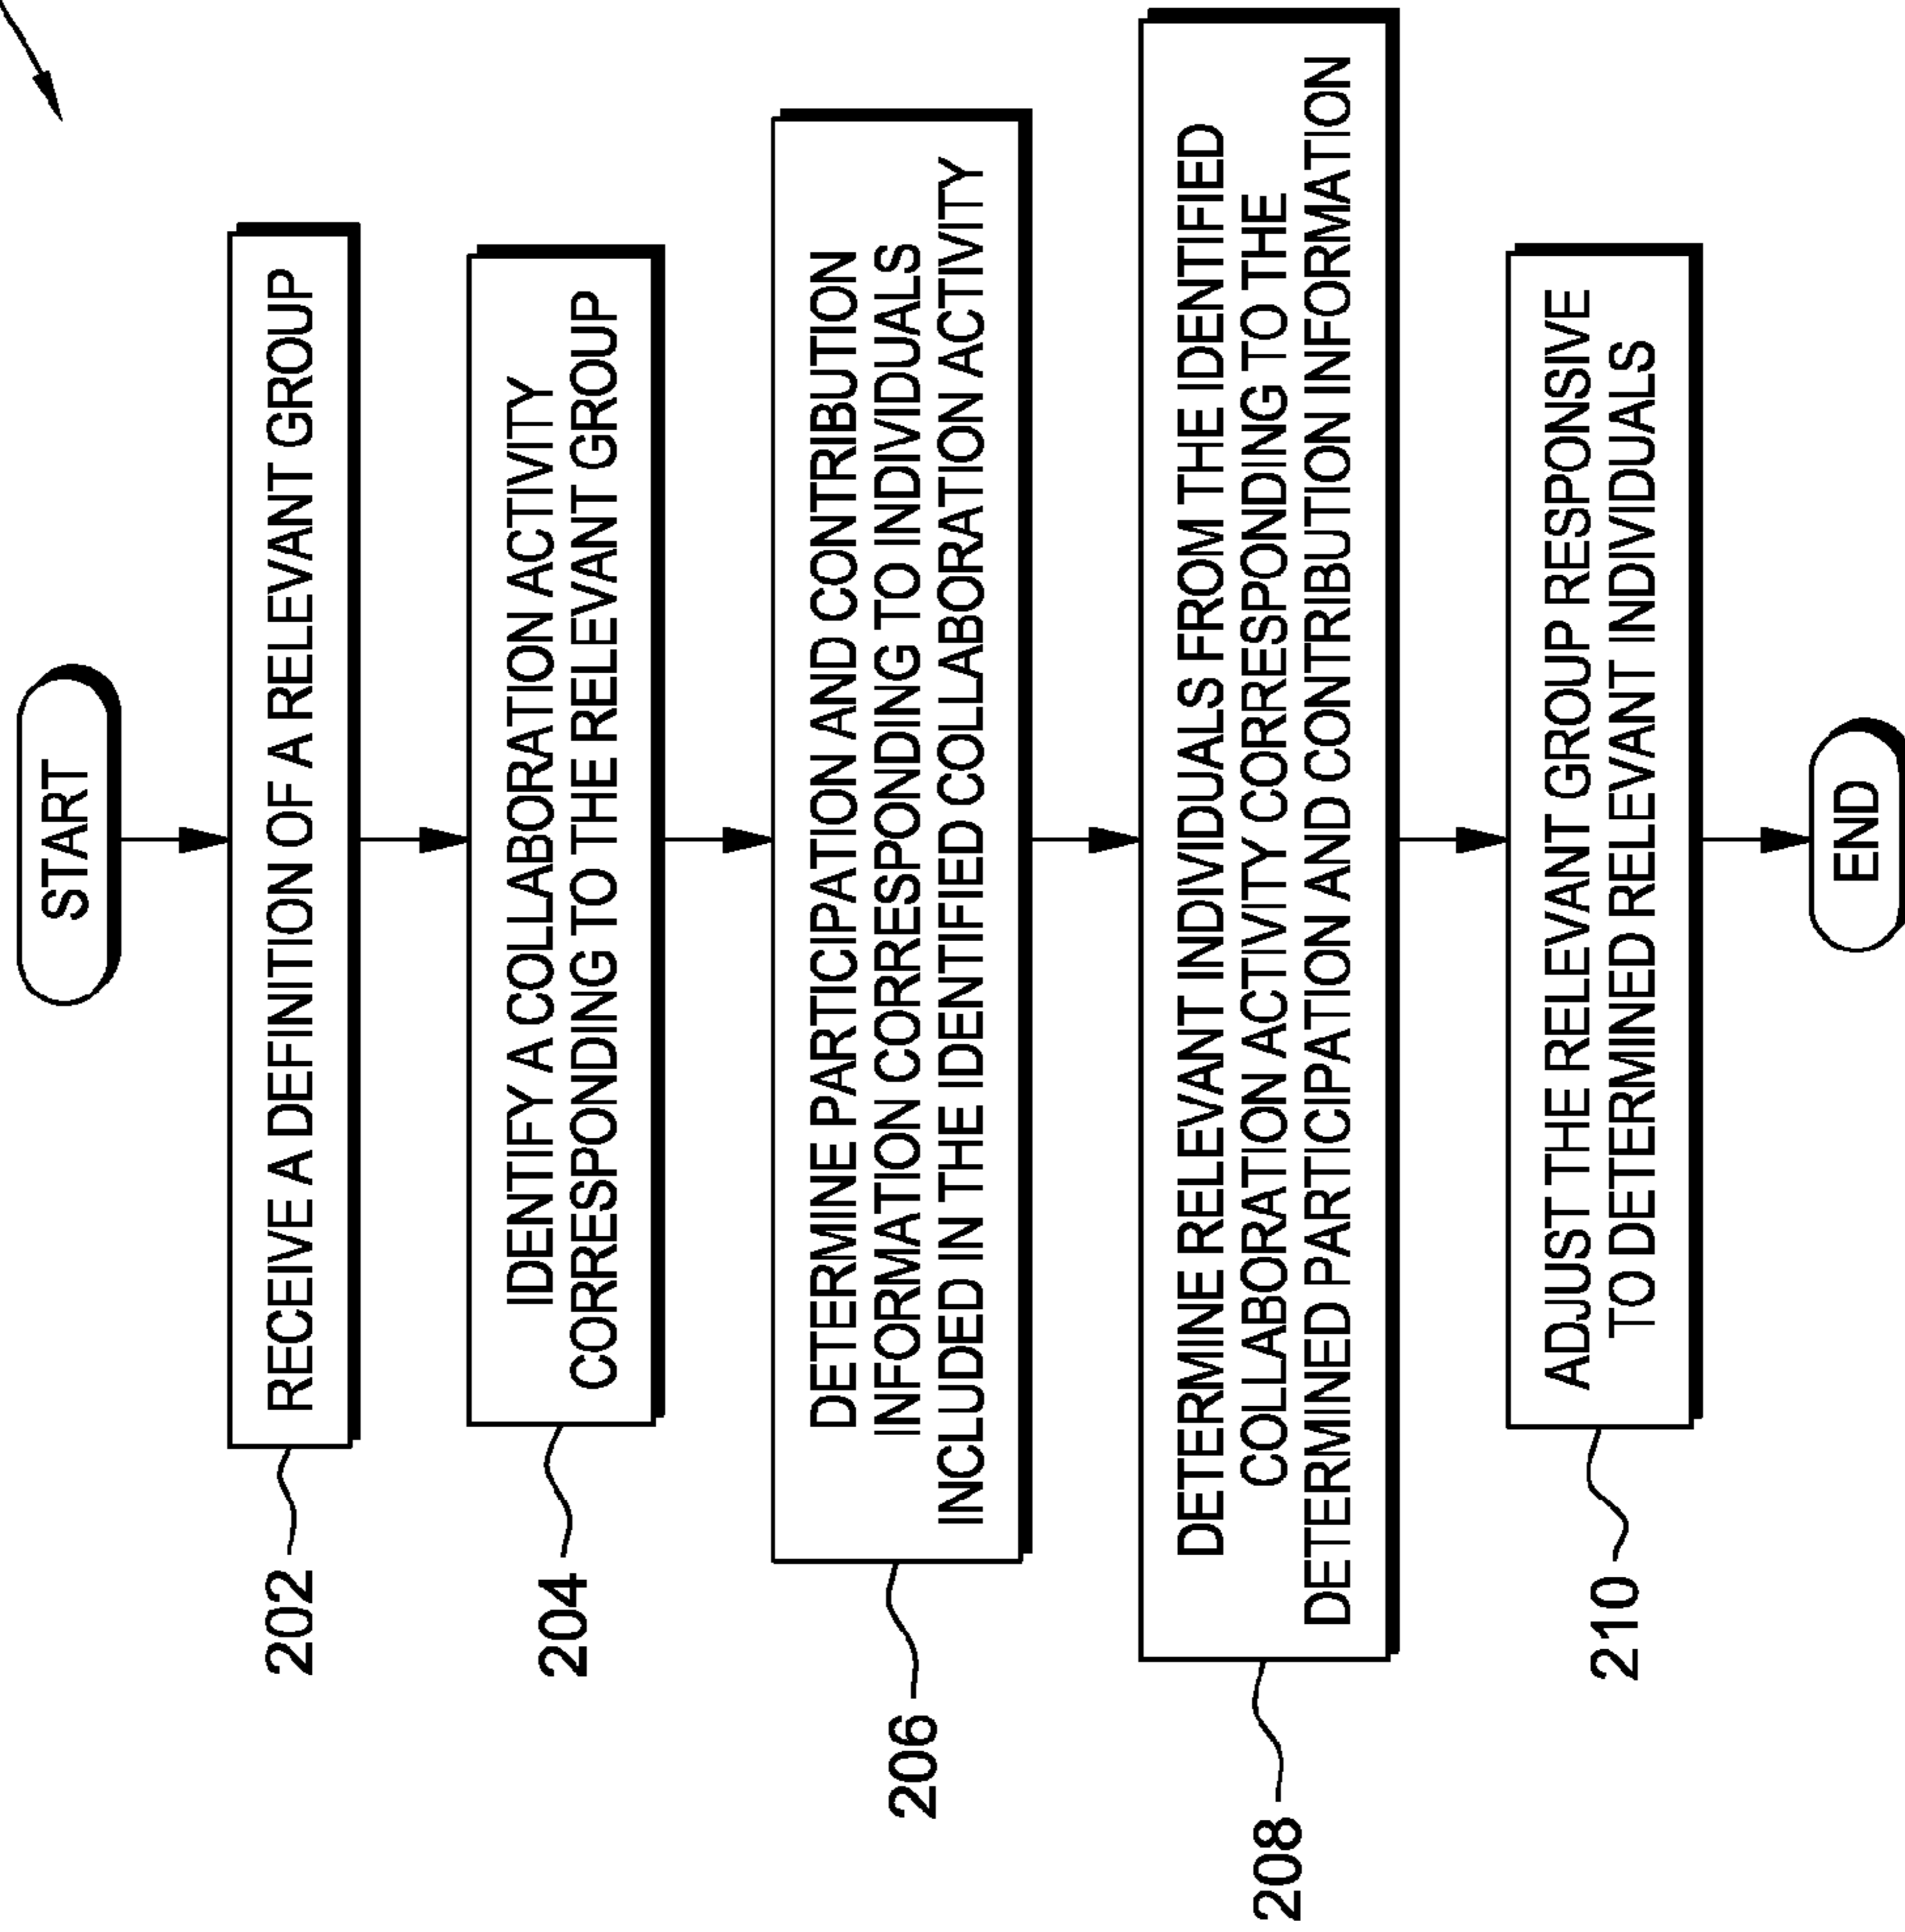 START
202
RECEIVE A DEFINITION OF A RELEVANT GROUP
204
IDENTIFY A COLLABORATION ACTIVITY
CORRESPONDING TO THE RELEVANT GROUP
206
DETERMINE PARTICIPATION AND CONTRIBUTION
INFORMATION CORRESPONDING TO INDIVIDUALS
INCLUDED IN THE IDENTIFIED COLLABORATION ACTIVITY
208
DETERMINE RELEVANT INDIVIDUALS FROM THE IDENTIFIED
COLLABORATION ACTIVITY CORRESPONDING TO THE
DETERMINED PARTICIPATION AND CONTRIBUTION INFORMATION
210
ADJUST THE RELEVANT GROUP RESPONSIVE
TO DETERMINED RELEVANT INDIVIDUALS
END